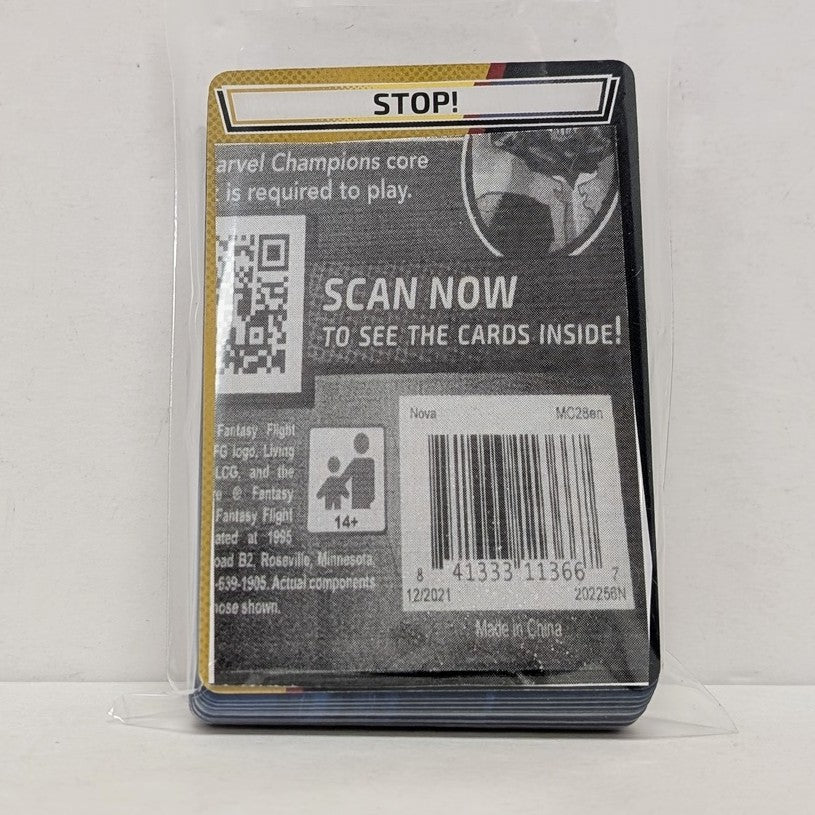 STOP!
arvel Champions core
t is required to play.
SCAN NOW
TO SEE THE CARDS INSIDE!
Nova MC28en
8 41333 11366 7
12/2021 202256N
Made in China
Fantasy Flight
FG logo, Living
LCG, and the
e © Fantasy
Fantasy Flight
ated at 1995
oad B2, Roseville, Minnesota,
-639-1905. Actual components
hose shown.
14+